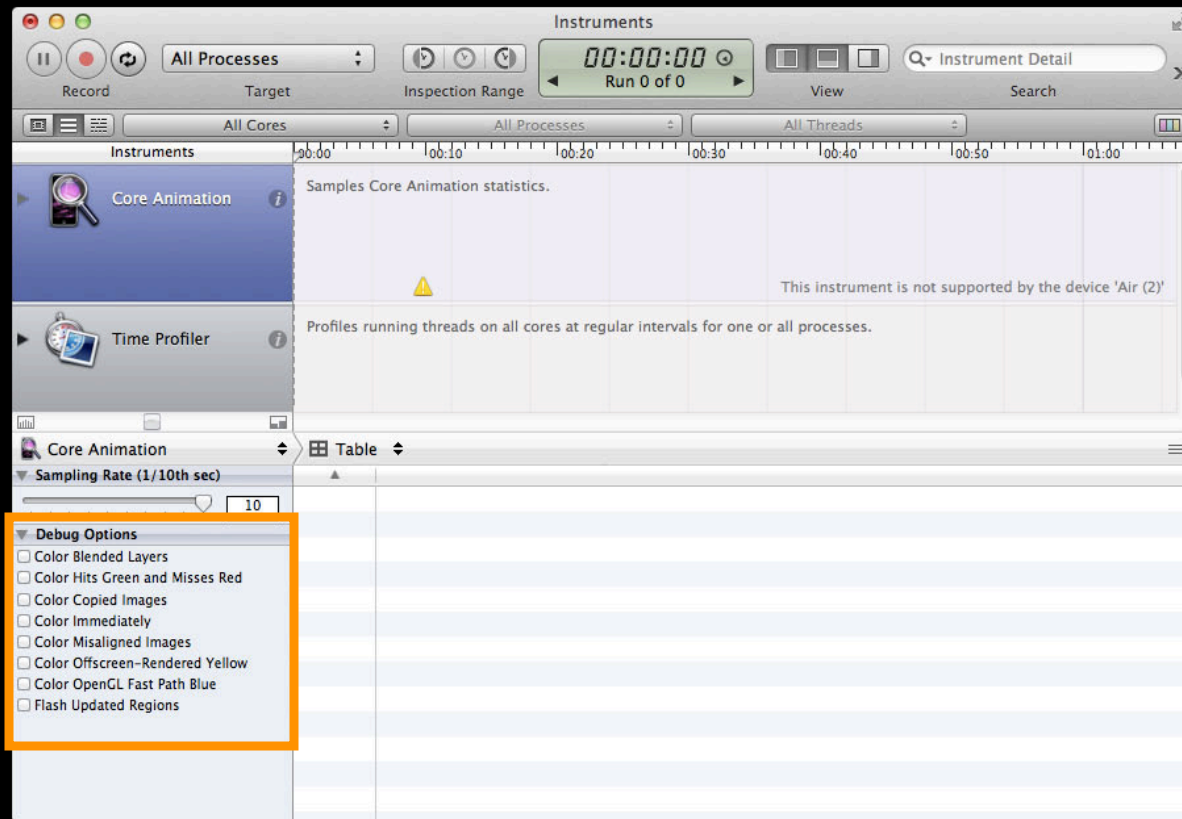 Instruments
All Processes
00:00:00
Run 0 of 0
Instrument Detail
Record
Target
Inspection Range
View
Search
All Cores
All Processes
All Threads
Instruments
00:00
00:10
00:20
00:30
00:40
00:50
01:00
Core Animation
Samples Core Animation statistics.
This instrument is not supported by the device 'Air (2)'
Time Profiler
Profiles running threads on all cores at regular intervals for one or all processes.
Core Animation
Table
Sampling Rate (1/10th sec)
10
Debug Options
Color Blended Layers
Color Hits Green and Misses Red
Color Copied Images
Color Immediately
Color Misaligned Images
Color Offscreen-Rendered Yellow
Color OpenGL Fast Path Blue
Flash Updated Regions